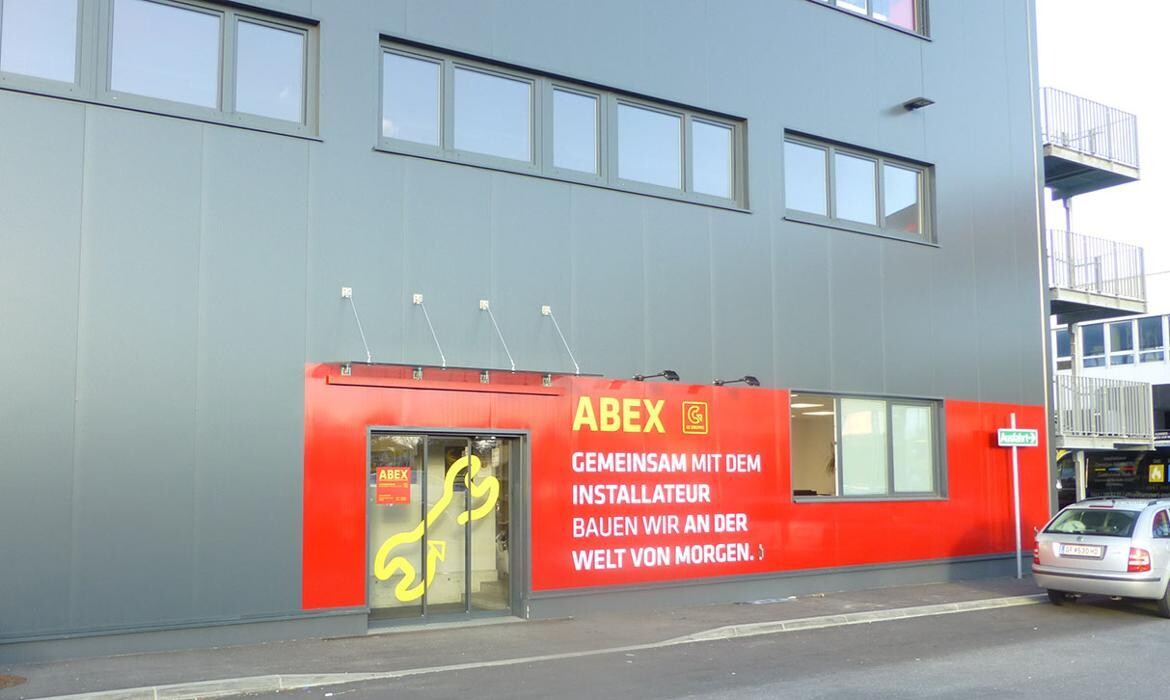 ABEX
GEMEINSAM MIT DEM
INSTALLATEUR
BAUEN WIR AN DER
WELT VON MORGEN.
ABEX
Ausfahrt